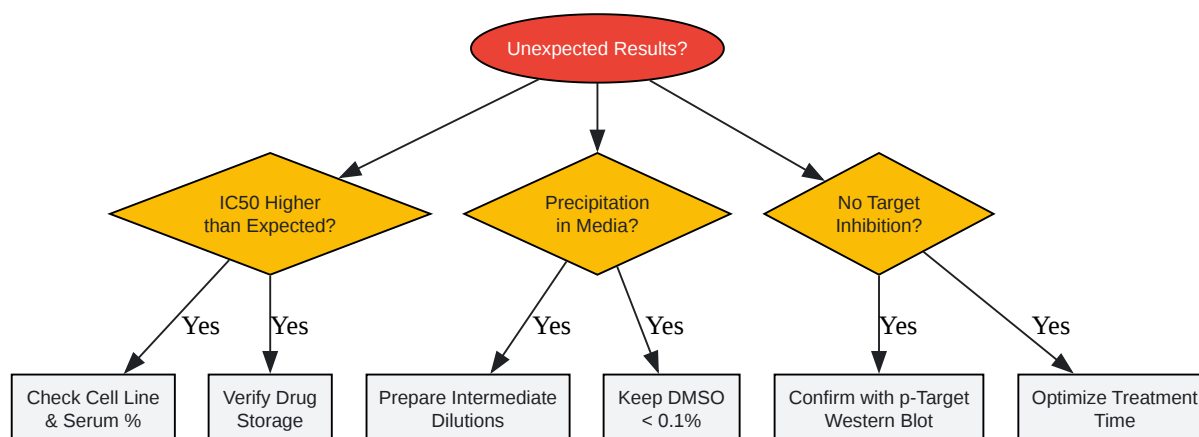 Unexpected Results?
IC50 Higher
than Expected?
Precipitation
in Media?
No Target
Inhibition?
Yes
Yes
Yes
Yes
Yes
Yes
Check Cell Line
& Serum %
Verify Drug
Storage
Prepare Intermediate
Dilutions
Keep DMSO
< 0.1%
Confirm with p-Target
Western Blot
Optimize Treatment
Time